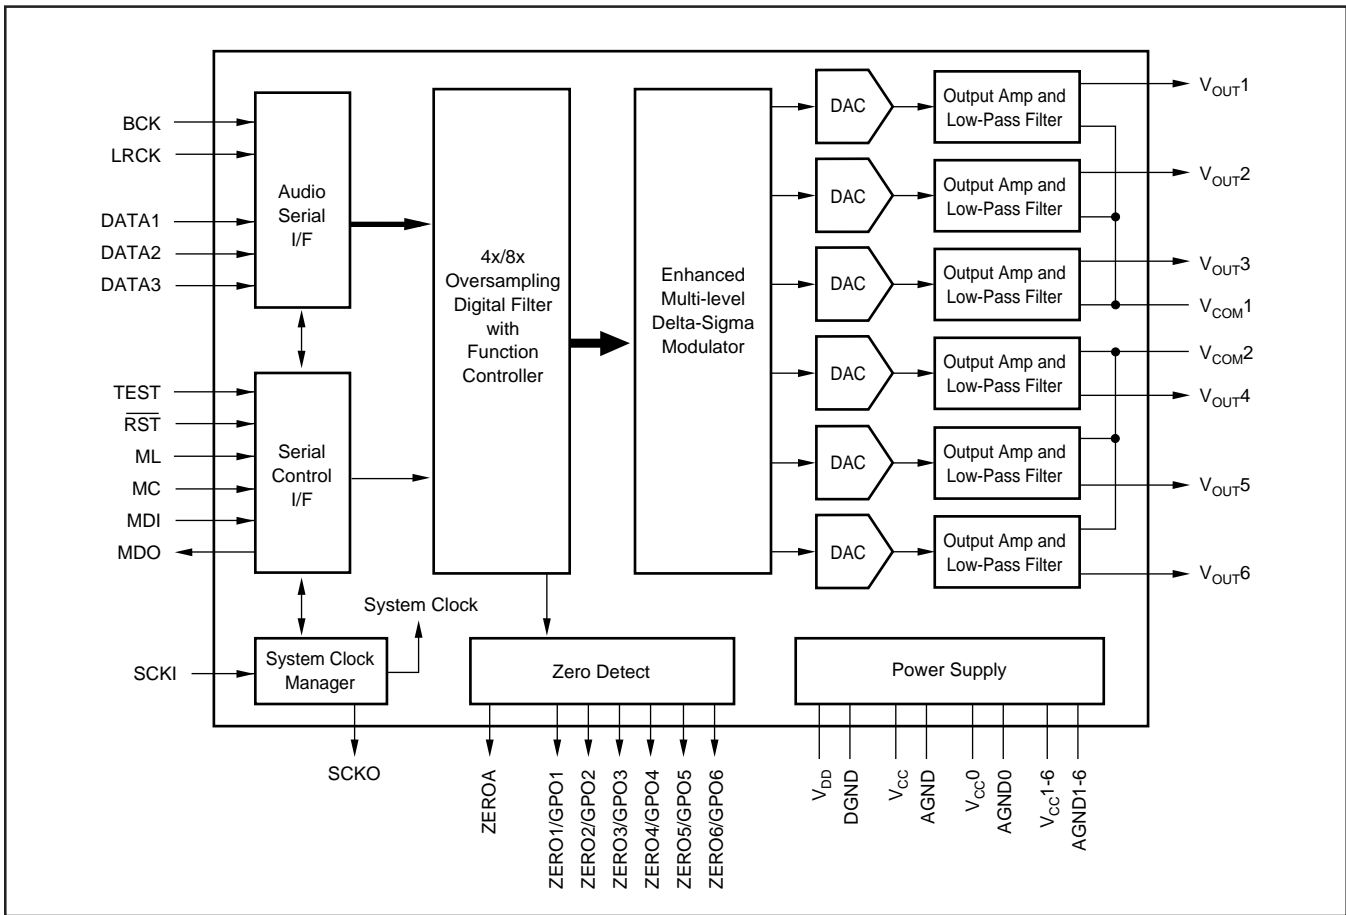 BCK
LRCK
DATA1
DATA2
DATA3
TEST
RST
ML
MC
MDI
MDO
SCKI
Audio
Serial
I/F
Serial
Control
I/F
System Clock
Manager
System Clock
SCKO
4x/8x
Oversampling
Digital Filter
with
Function
Controller
Enhanced
Multi-level
Delta-Sigma
Modulator
DAC
DAC
DAC
DAC
DAC
DAC
Output Amp and
Low-Pass Filter
Output Amp and
Low-Pass Filter
Output Amp and
Low-Pass Filter
Output Amp and
Low-Pass Filter
Output Amp and
Low-Pass Filter
Output Amp and
Low-Pass Filter
VOUT1
VOUT2
VOUT3
VCOM1
VCOM2
VOUT4
VOUT5
VOUT6
Zero Detect
ZEROA
ZERO1/GPO1
ZERO2/GPO2
ZERO3/GPO3
ZERO4/GPO4
ZERO5/GPO5
ZERO6/GPO6
Power Supply
VDD
DGND
VCC
AGND
VCC0
AGND0
VCC1-6
AGND1-6